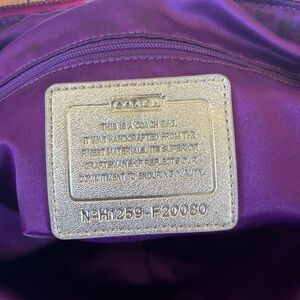 COACH
THIS IS A COACH BAG.
IT WAS HANDCRAFTED FROM THE
FINEST MATERIALS. ITS SUPERIOR
CRAFTSMANSHIP REFLECTS OUR
COMMITMENT TO ENDURING QUALITY.
Nº H1259-F20080